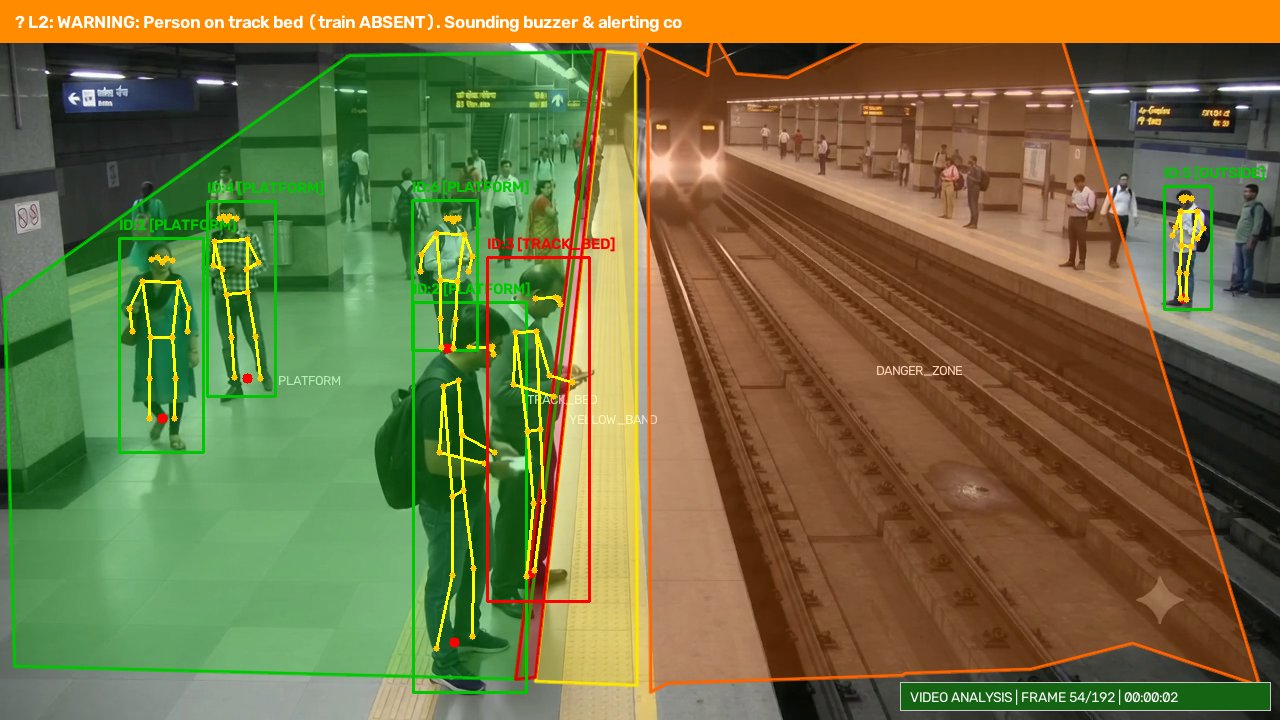 ? L2: WARNING: Person on track bed (train ABSENT). Sounding buzzer & alerting co
ID:4 [PLATFORM]
ID:6 [PLATFORM]
ID:5 [OUTSIDE]
[PLATFORM]
ID:3 [TRACK_BED]
ID:2 [PLATFORM]
PLATFORM
DANGER_ZONE
TRACK_BED
YELLOW_BAND
VIDEO ANALYSIS | FRAME 54/192 | 00:00:02